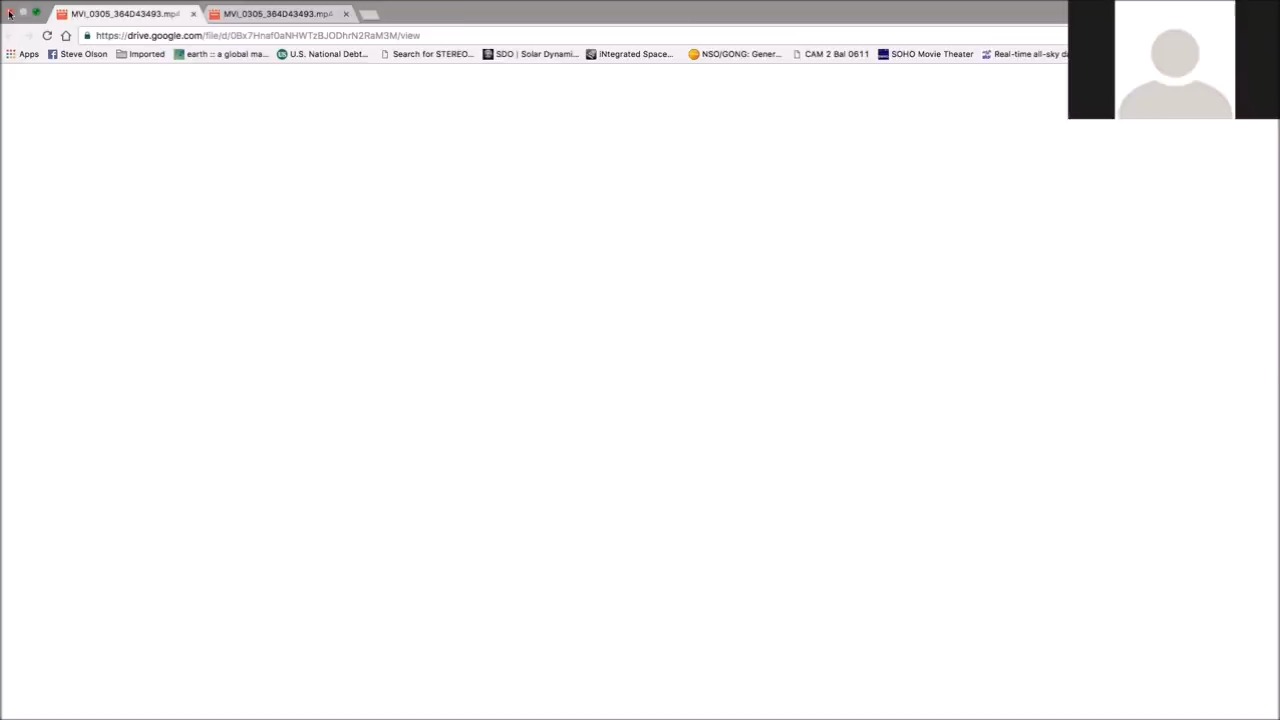 MVI_0305_364D43493.mp4 MVI_0305_364D43493.mp4
https://drive.google.com/file/d/0Bx7Hnaf0aNHWTzBJODhrN2RaM3M/view
Apps Steve Olson Imported earth :: a global ma... U.S. National Debt... Search for STEREO... SDO | Solar Dynami... iNtegrated Space... NSO/GONG: Gener... CAM 2 Bal 0611 SOHO Movie Theater Real-time all-sky da